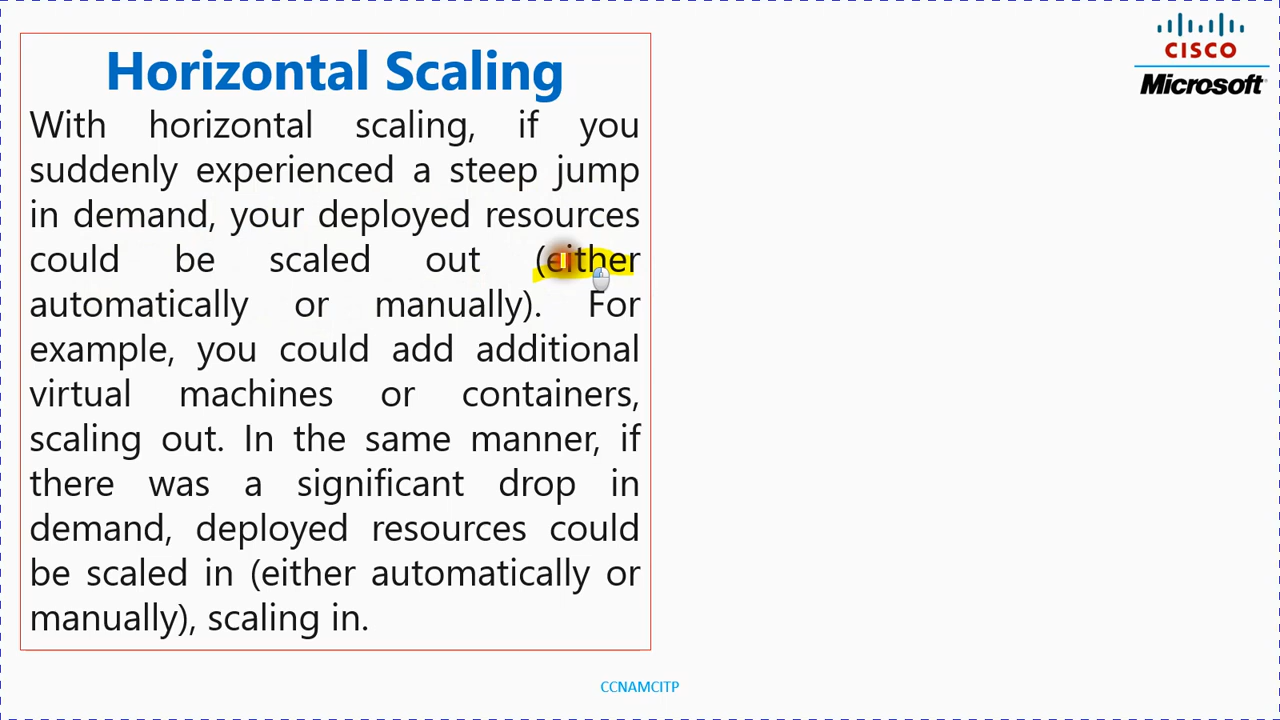 CISCO
Microsoft
Horizontal Scaling
With horizontal scaling, if you
suddenly experienced a steep jump
in demand, your deployed resources
could be scaled out (either
automatically or manually). For
example, you could add additional
virtual machines or containers,
scaling out. In the same manner, if
there was a significant drop in
demand, deployed resources could
be scaled in (either automatically or
manually), scaling in.
CCNAMCITP